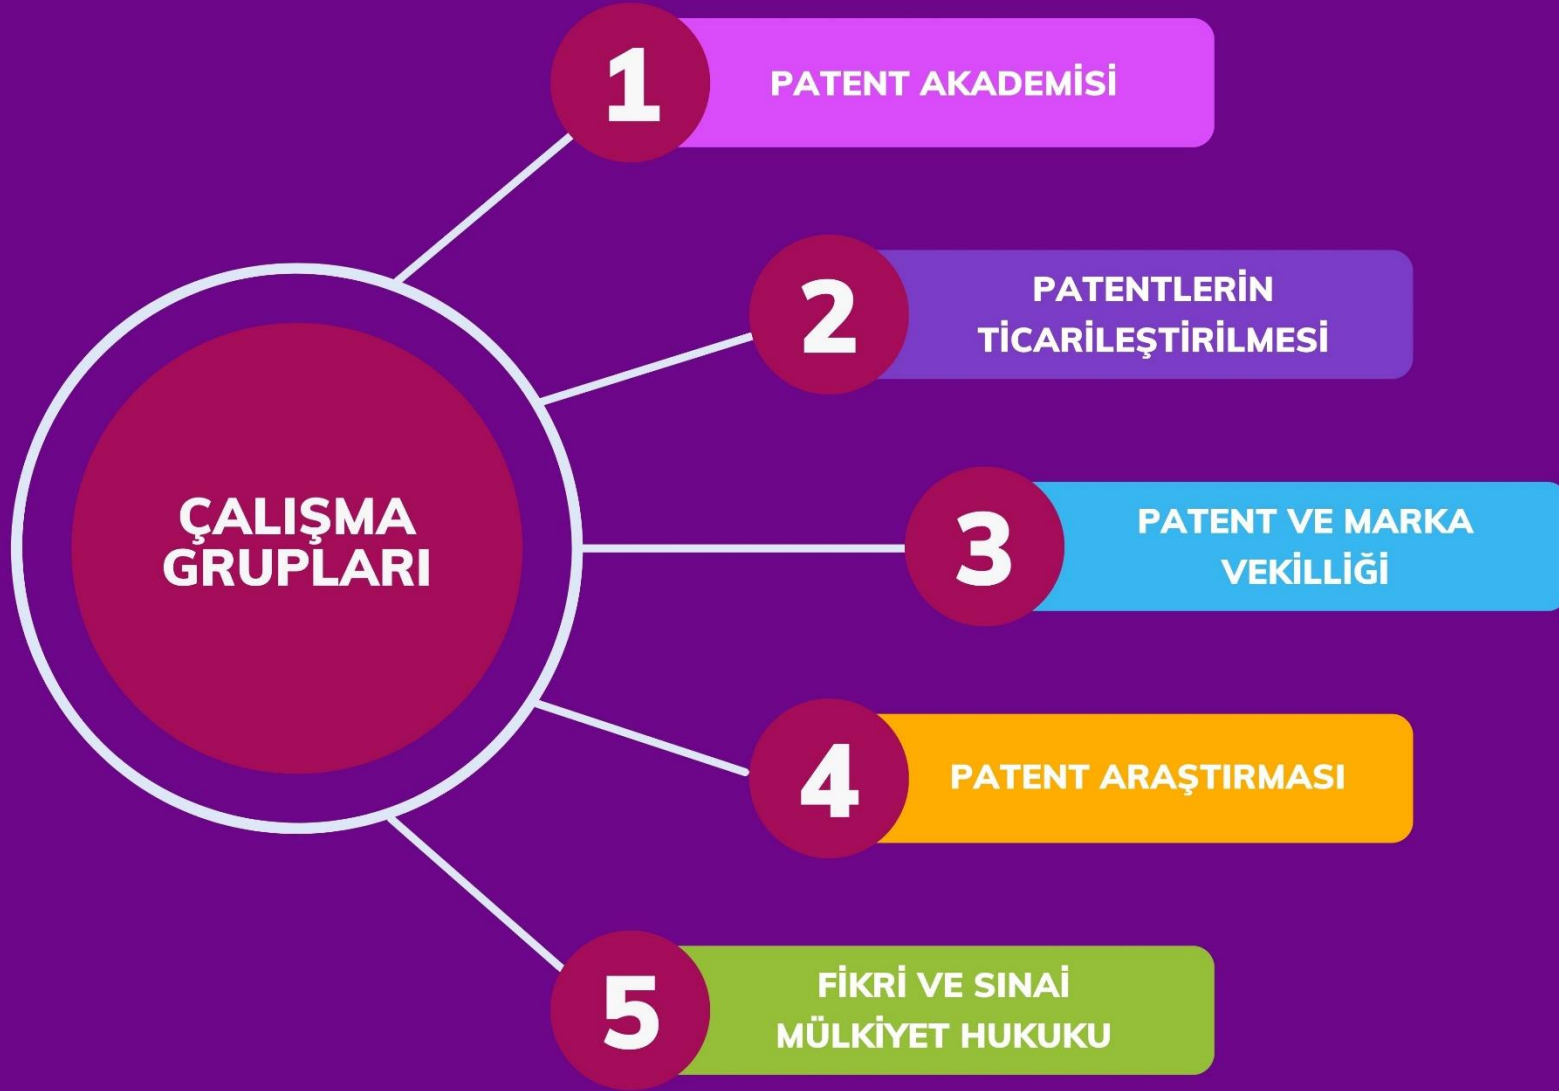 1
PATENT AKADEMİSİ
2
PATENTLERİN
TİCARİLEŞTİRİLMESİ
ÇALIŞMA
GRUPLARI
3
PATENT VE MARKA
VEKİLLİĞİ
4
PATENT ARAŞTIRMASI
5
FİKRİ VE SINAİ
MÜLKİYET HUKUKU